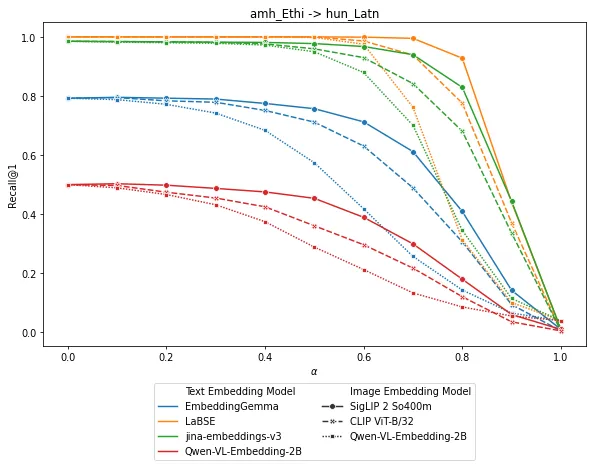 amh_Ethi -> hun_Latn
Recall@1
1.0
0.8
0.6
0.4
0.2
0.0
0.0 0.2 0.4 0.6 0.8 1.0
α
Text Embedding Model
EmbeddingGemma
LaBSE
jina-embeddings-v3
Qwen-VL-Embedding-2B
Image Embedding Model
SigLIP 2 So400m
CLIP ViT-B/32
Qwen-VL-Embedding-2B